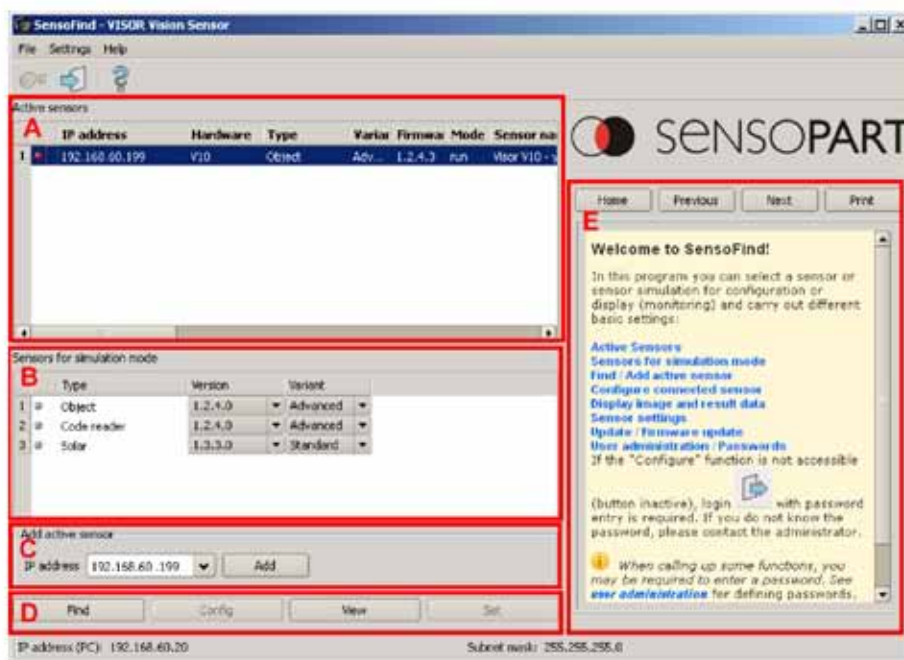 SensoFind - VISOR Vision Sensor
File Settings Help
Active sensors
A
IP address Hardware Type Variar Firmwar Mode Sensor nar
1 192.168.60.199 V10 Object Adv... 1.2.4.0 run Visor V10 -
SENSOPART
Sensors for simulation mode
B
Type Version Variant
1 Object 1.2.4.0 Advanced
2 Code reader 1.2.4.0 Advanced
3 Solar 1.3.3.0 Standard
Add active sensor
C
IP address 192.168.60 .199 Add
D
Find Config View Set
Home Previous Next Print
E
Welcome to SensoFind!
In this program you can select a sensor or
sensor simulation for configuration or
display (monitoring) and carry out different
basic settings:
Active Sensors
Sensors for simulation mode
Find / Add active sensor
Configure connected sensor
Display image and result data
Sensor settings
Update / Firmware update
User administration / Passwords
If the "Configure" function is not accessible
(button inactive), login with password
entry is required. If you do not know the
password, please contact the administrator.
When calling up some functions, you
may be required to enter a password. See
user administration for defining passwords.
IP address (PC): 192.168.60.20 Subnet mask: 255.255.255.0